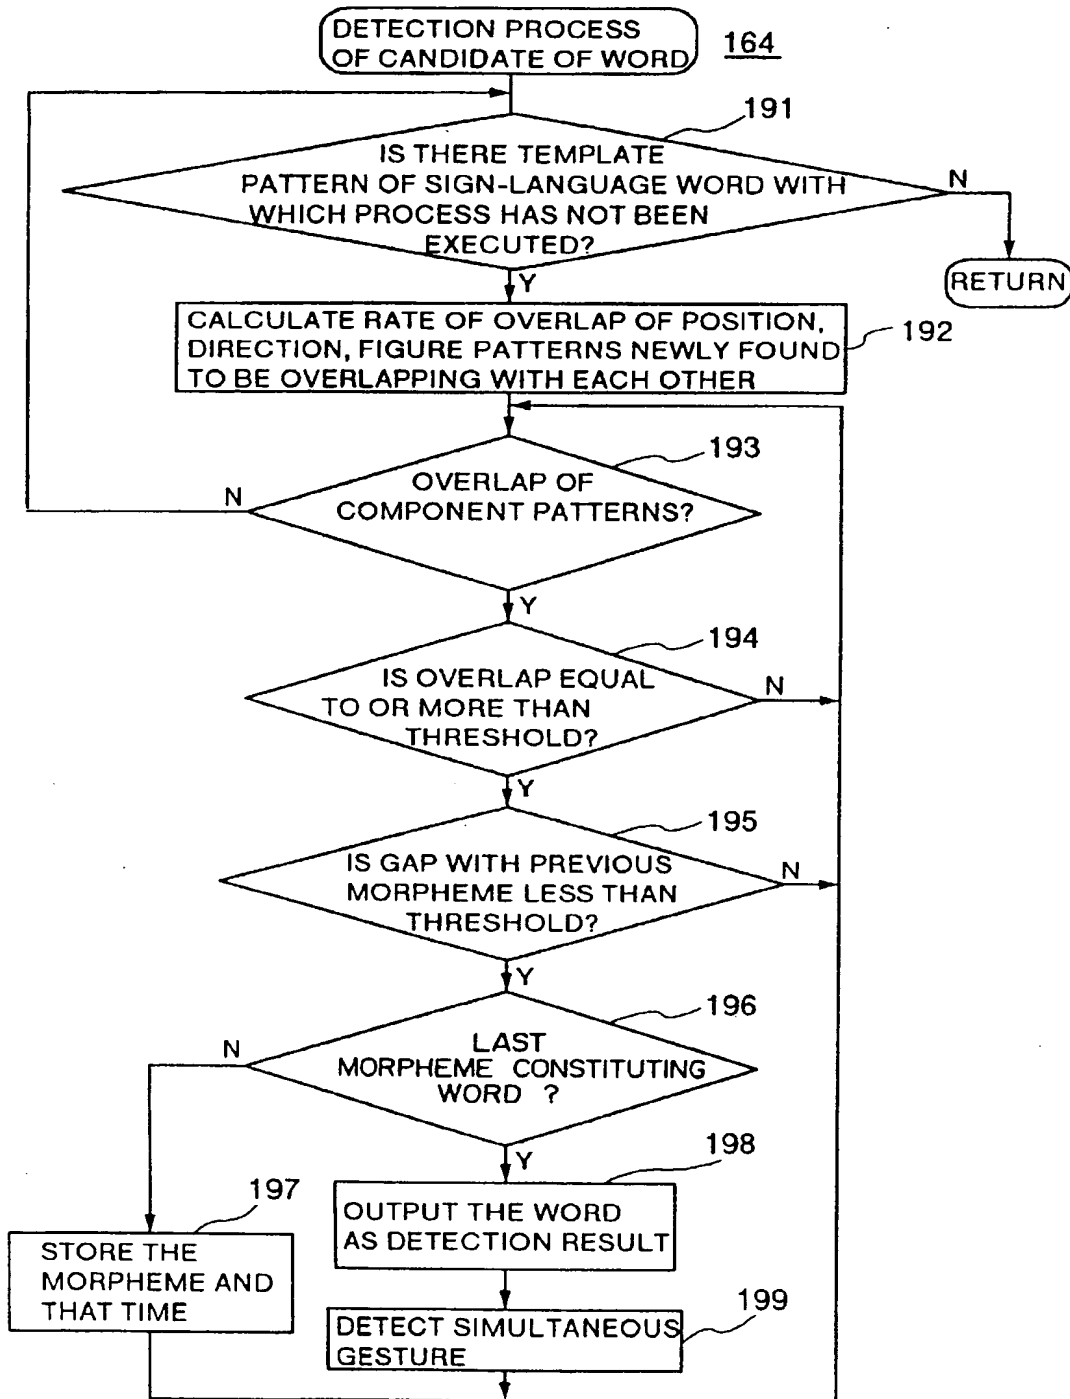 DETECTION PROCESS
OF CANDIDATE OF WORD
164
191
IS THERE TEMPLATE
PATTERN OF SIGN-LANGUAGE WORD WITH
WHICH PROCESS HAS NOT BEEN
EXECUTED?
N
RETURN
Y
CALCULATE RATE OF OVERLAP OF POSITION,
DIRECTION, FIGURE PATTERNS NEWLY FOUND
TO BE OVERLAPPING WITH EACH OTHER
192
193
OVERLAP OF
COMPONENT PATTERNS?
N
Y
194
IS OVERLAP EQUAL
TO OR MORE THAN
THRESHOLD?
N
Y
195
IS GAP WITH PREVIOUS
MORPHEME LESS THAN
THRESHOLD?
N
Y
196
LAST
MORPHEME CONSTITUTING
WORD ?
N
Y
197
STORE THE
MORPHEME AND
THAT TIME
198
OUTPUT THE WORD
AS DETECTION RESULT
199
DETECT SIMULTANEOUS
GESTURE